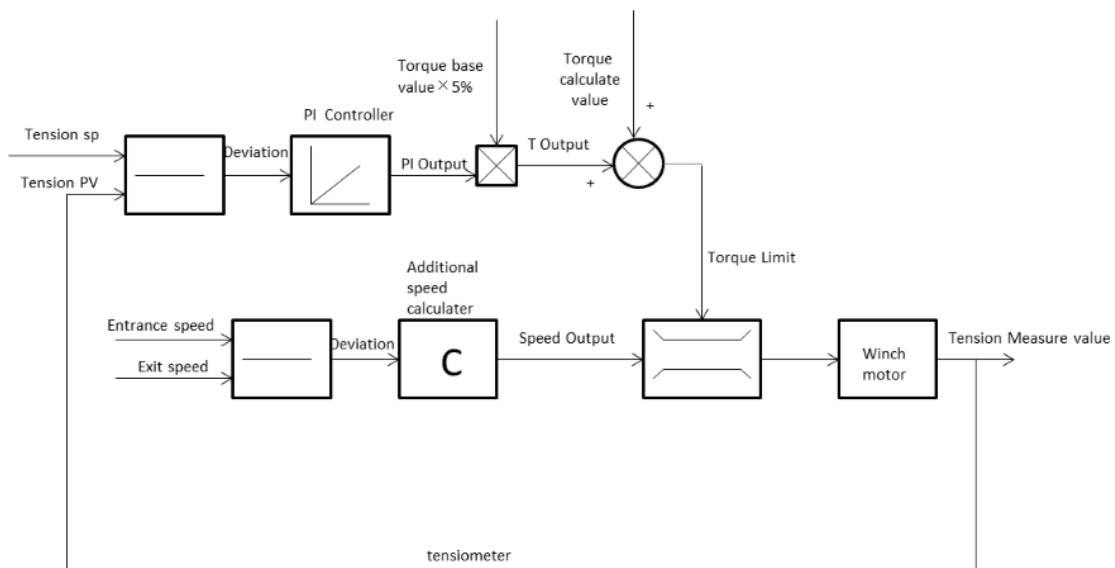 Torque base
value×5%
Torque
calculate
value
+
PI Controller
Tension sp
Deviation
PI Output
T Output
+
Tension PV
Torque Limit
Additional
speed
calculater
Entrance speed
Deviation
C
Speed Output
Exit speed
Winch
motor
Tension Measure value
tensiometer